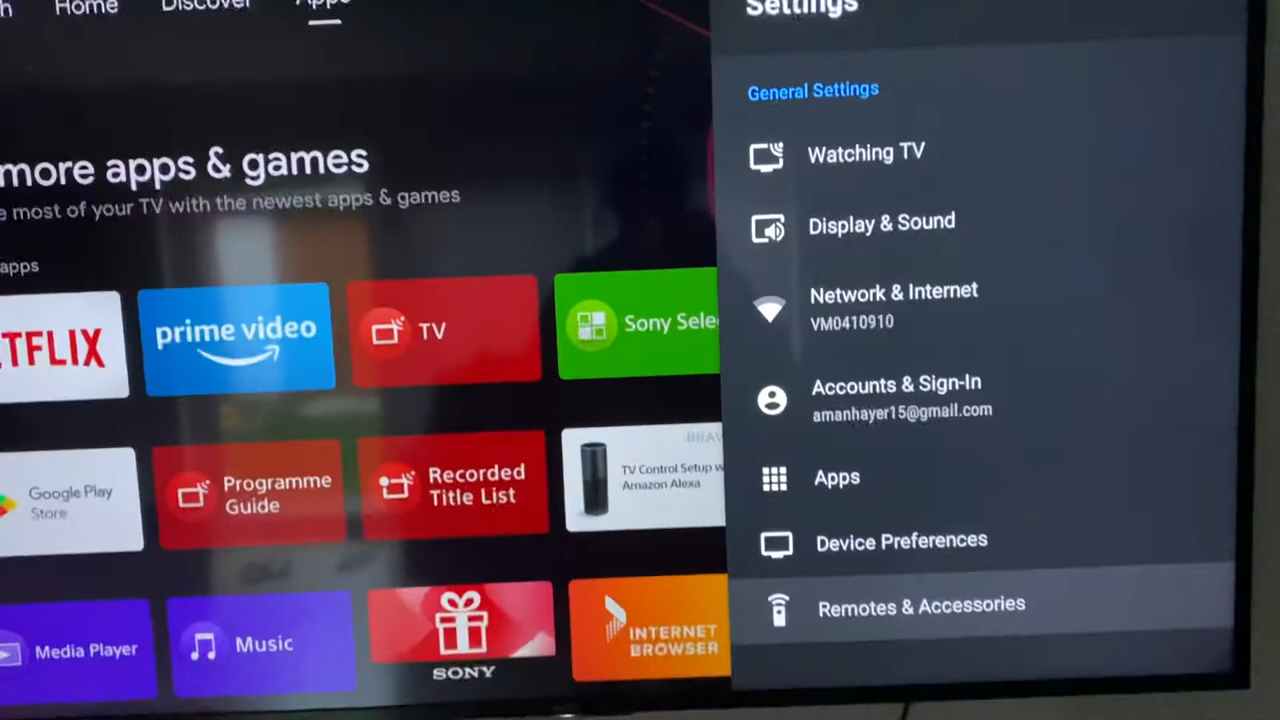 Home
Discover
Apps
Settings
General Settings
more apps & games
most of your TV with the newest apps & games
apps
Watching TV
Display & Sound
Network & Internet
VM0410910
Accounts & Sign-In
amanhayer15@gmail.com
Apps
Device Preferences
Remotes & Accessories
TFLIX
prime video
TV
Sony Sele
Google Play
Store
Programme
Guide
Recorded
Title List
BRAV
TV Control Setup w
Amazon Alexa
Media Player
Music
SONY
INTERNET
BROWSER